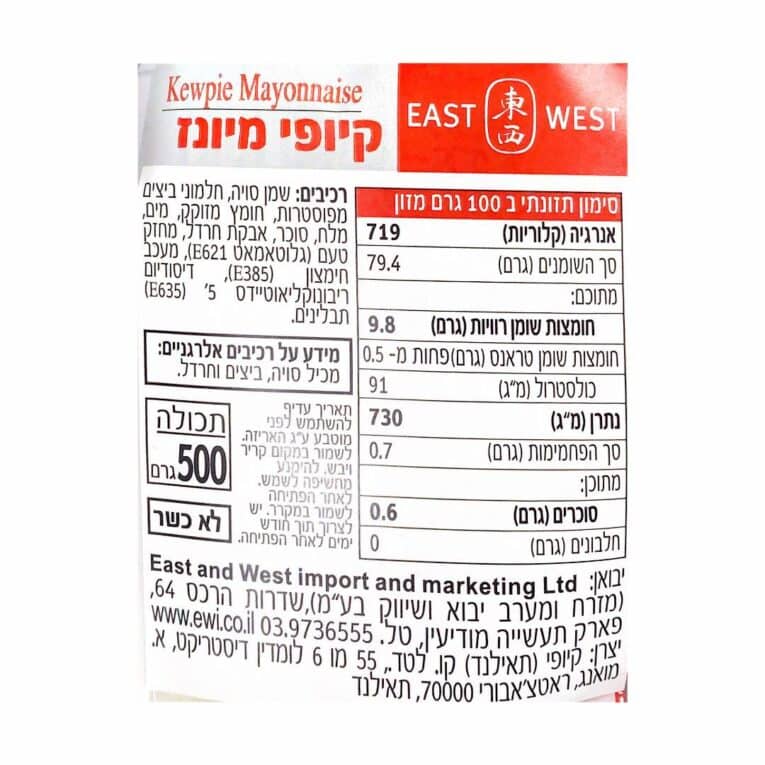 Kewpie Mayonnaise
קיופי מיונז
EAST 東西 WEST
רכיבים: שמן סויה, חלמוני ביצים
מפוסטרות, חומץ מזוקק, מים,
מלח, סוכר, אבקת חרדל, מחזק
טעם (גלוטאמאט E621), מעכב
חימצון (E385), דיסודיום
ריבונוקליאוטיידס 5' (E635)
תבלינים.
מידע על רכיבים אלרגניים:
מכיל סויה, ביצים וחרדל.
תכולה
500 גרם
לא כשר
תאריך עדיף
להשתמש לפני
מוטבע ע"ג האריזה.
לשמור במקום קריר
ויבש. להימנע
מחשיפה לשמש.
לאחר הפתיחה
לשמור במקרר. יש
לצרוך תוך חודש
ימים לאחר הפתיחה.
סימון תזונתי ב 100 גרם מזון
אנרגיה (קלוריות) 719
סך השומנים (גרם) 79.4
מתוכם:
חומצות שומן רוויות (גרם) 9.8
חומצות שומן טראנס (גרם)פחות מ- 0.5
כולסטרול (מ"ג) 91
נתרן (מ"ג) 730
סך הפחמימות (גרם) 0.7
מתוכן:
סוכרים (גרם) 0.6
חלבונים (גרם) 0
יבואן: East and West import and marketing Ltd
(מזרח ומערב יבוא ושיווק בע"מ),שדרות הרכס 64,
פארק תעשייה מודיעין, טל. 03.9736555 www.ewi.co.il
יצרן: קיופי (תאילנד) קו. לטד., 55 מו 6 לומדין דיסטריקט, א.
מואנג, ראטצ'אבורי 70000, תאילנד